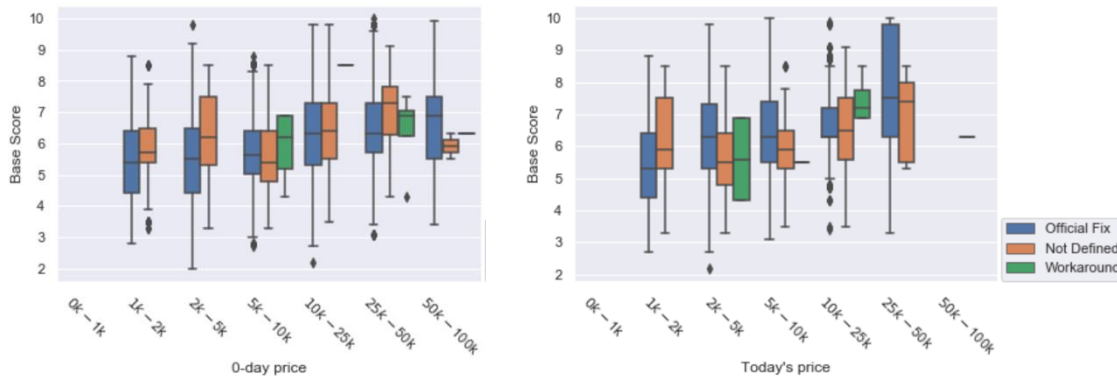 10
9
8
7
6
5
4
3
2
Base Score
0k − 1k
1k − 2k
2k − 5k
5k − 10k
10k − 25k
25k − 50k
50k − 100k
0-day price
10
9
8
7
6
5
4
3
2
Base Score
0k − 1k
1k − 2k
2k − 5k
5k − 10k
10k − 25k
25k − 50k
50k − 100k
Today's price
Official Fix
Not Defined
Workaround